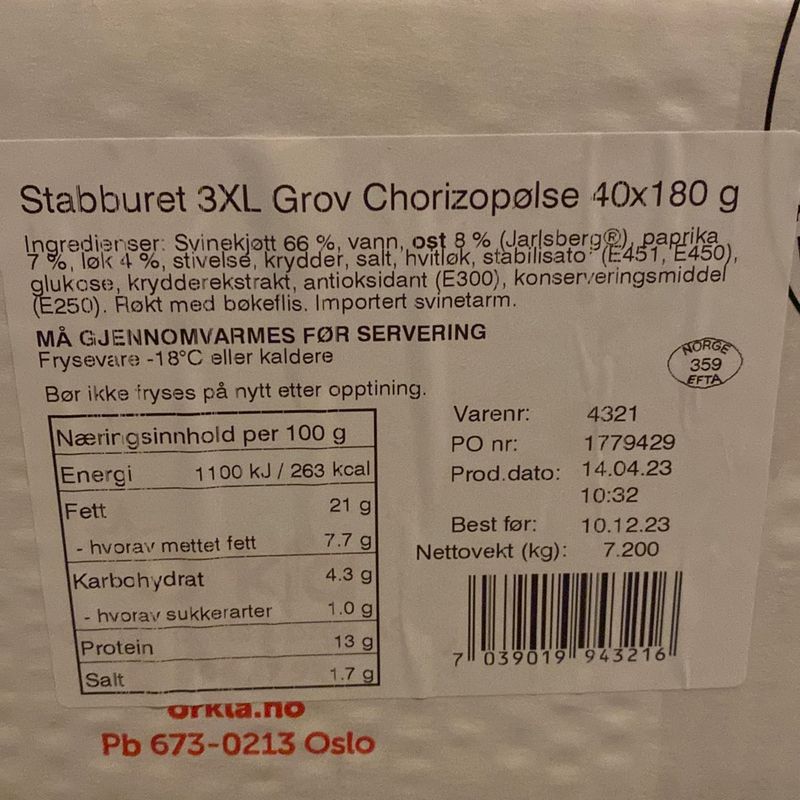 Stabburet 3XL Grov Chorizopølse 40x180 g
Ingredienser: Svinekjøtt 66 %, vann, ost 8 % (Jarlsberg®), paprika
7 %, løk 4 %, stivelse, krydder, salt, hvitløk, stabilisato (E451, E450),
glukose, krydderekstrakt, antioksidant (E300), konserveringsmiddel
(E250). Røkt med bøkeflis. Importert svinetarm.
MÅ GJENNOMVARMES FØR SERVERING
Frysevare -18°C eller kaldere
Bør ikke fryses på nytt etter opptining.
NORGE
359
EFTA
Næringsinnhold per 100 g
Energi 1100 kJ / 263 kcal
Fett 21 g
- hvorav mettet fett 7.7 g
Karbohydrat 4.3 g
- hvorav sukkerarter 1.0 g
Protein 13 g
Salt 1.7 g
Varenr: 4321
PO nr: 1779429
Prod.dato: 14.04.23
10:32
Best før: 10.12.23
Nettovekt (kg): 7.200
7 039019 943216
orkla.no
Pb 673-0213 Oslo